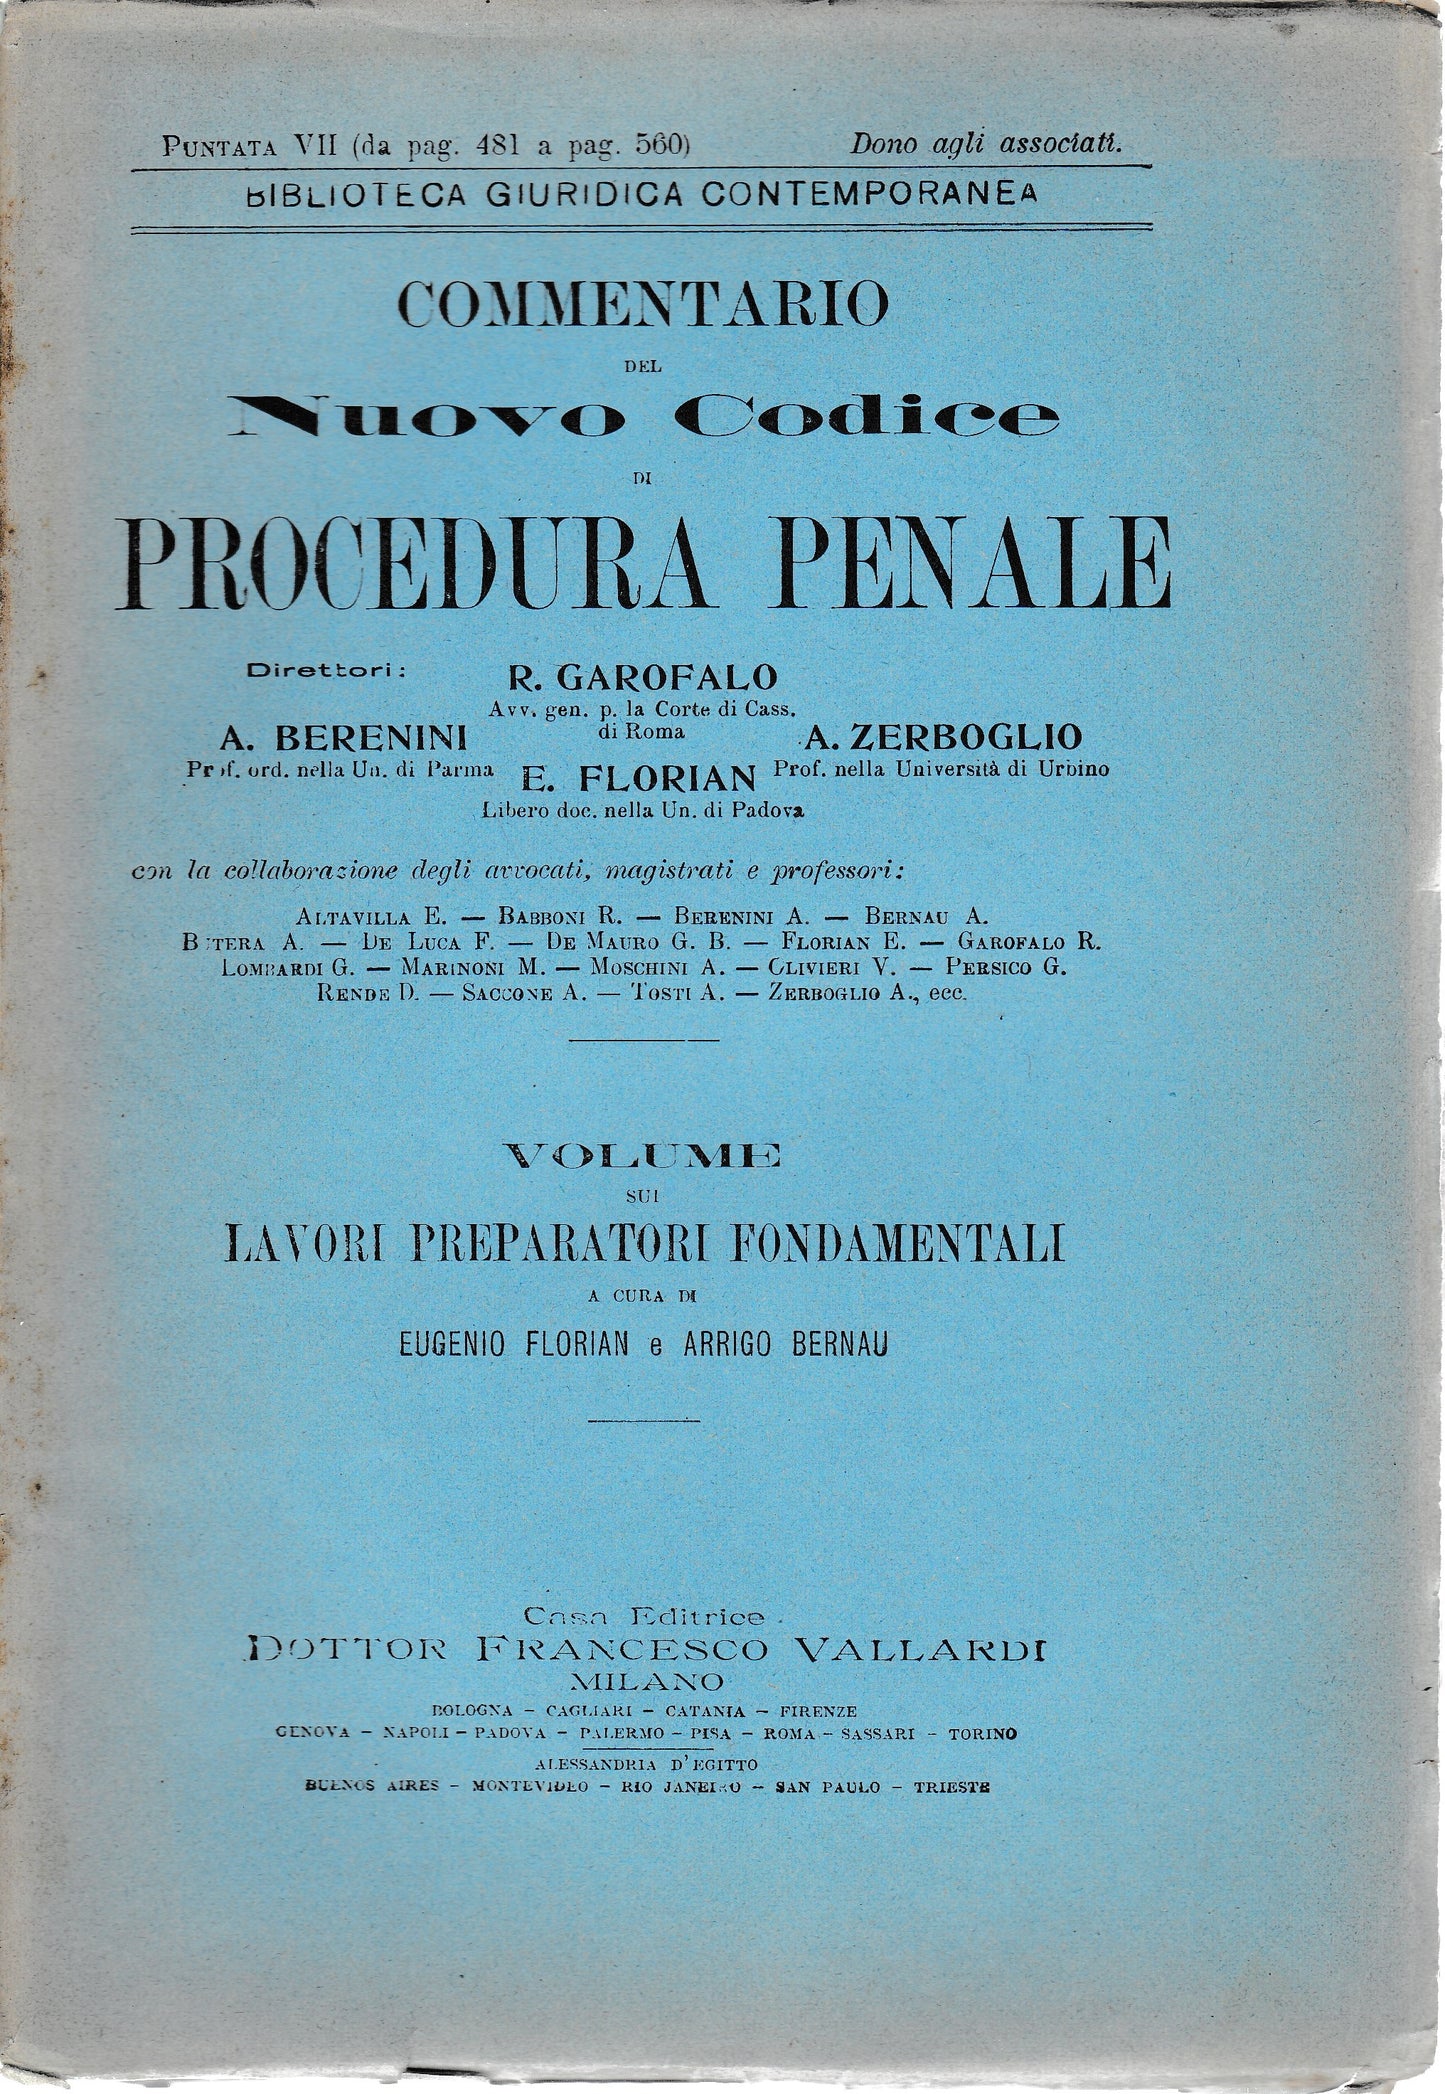 PUNTATA VII (da pag. 481 a pag. 560) Dono agli associati.
BIBLIOTECA GIURIDICA CONTEMPORANEA
COMMENTARIO
DEL
Nuovo Codice
DI
PROCEDURA PENALE
Direttori:
R. GAROFALO
Avv. gen. p. la Corte di Cass.
di Roma
A. BERENINI
Prof. ord. nella Un. di Parma
A. ZERBOGLIO
Prof. nella Università di Urbino
E. FLORIAN
Libero doc. nella Un. di Padova
con la collaborazione degli avvocati, magistrati e professori:
ALTAVILLA E. — BABBONI R. — BERENINI A. — BERNAU A.
A. — DE LUCA F. — DE MAURO G. B. — FLORIAN E. — GAROFALO R.
LOMBARDI G. — MARINONI M. — MOSCHINI A. — OLIVIERI V. — PERSICO G.
RENDE D. — SACCONE A. — TOSTI A. — ZERBOGLIO A., ecc.
VOLUME
SUI
LAVORI PREPARATORI FONDAMENTALI
A CURA DI
EUGENIO FLORIAN e ARRIGO BERNAU
Casa Editrice
DOTTOR FRANCESCO VALLARDI
MILANO
BOLOGNA – CAGLIARI – CATANIA – FIRENZE
GENOVA – NAPOLI – PADOVA – PALERMO – PISA – ROMA – SASSARI – TORINO
ALESSANDRIA D'EGITTO
BUENOS AIRES – MONTEVIDEO – RIO JANEIRO – SAN PAULO – TRIESTE